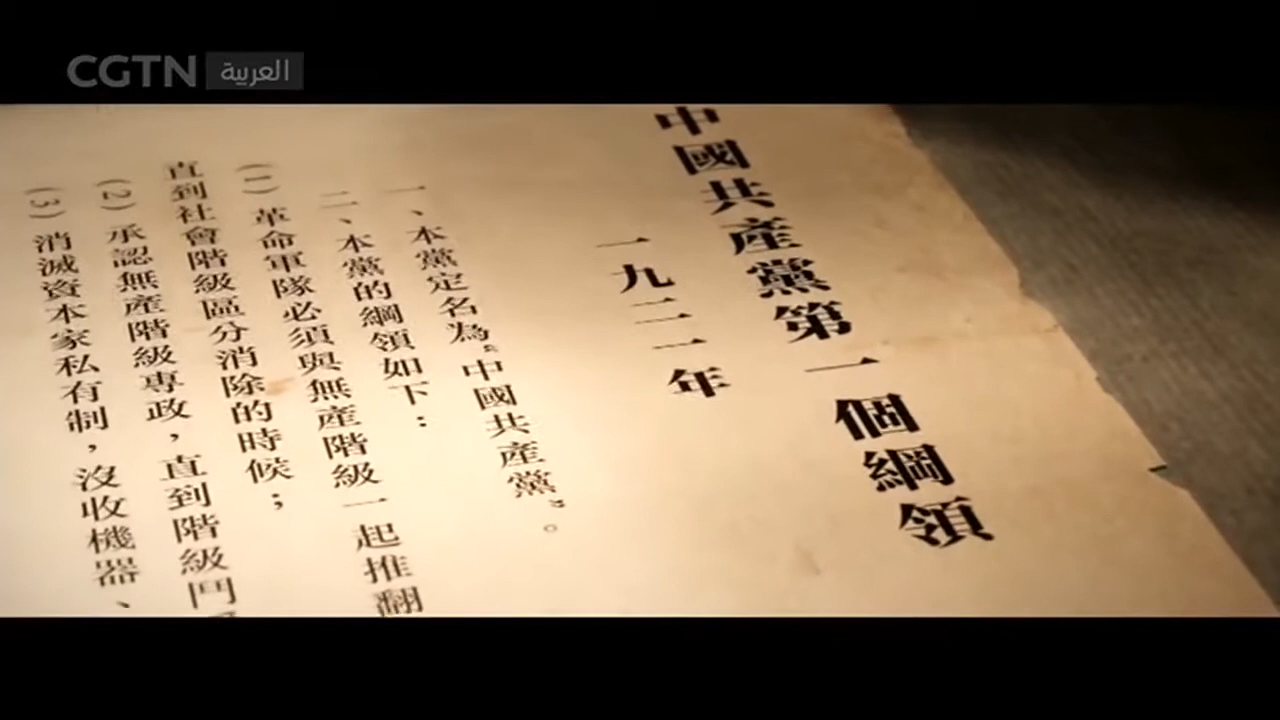 CGTN العربية
中國共產黨第一個綱領
一九二一年
一、本黨定名為“中國共產黨”。
二、本黨的綱領如下：
(1) 革命軍隊必須與無產階級一起推翻
直到社會階級區分消除的時候；
(2) 承認無產階級專政，直到階級鬥
(3) 消滅資本家私有制，沒收機器、